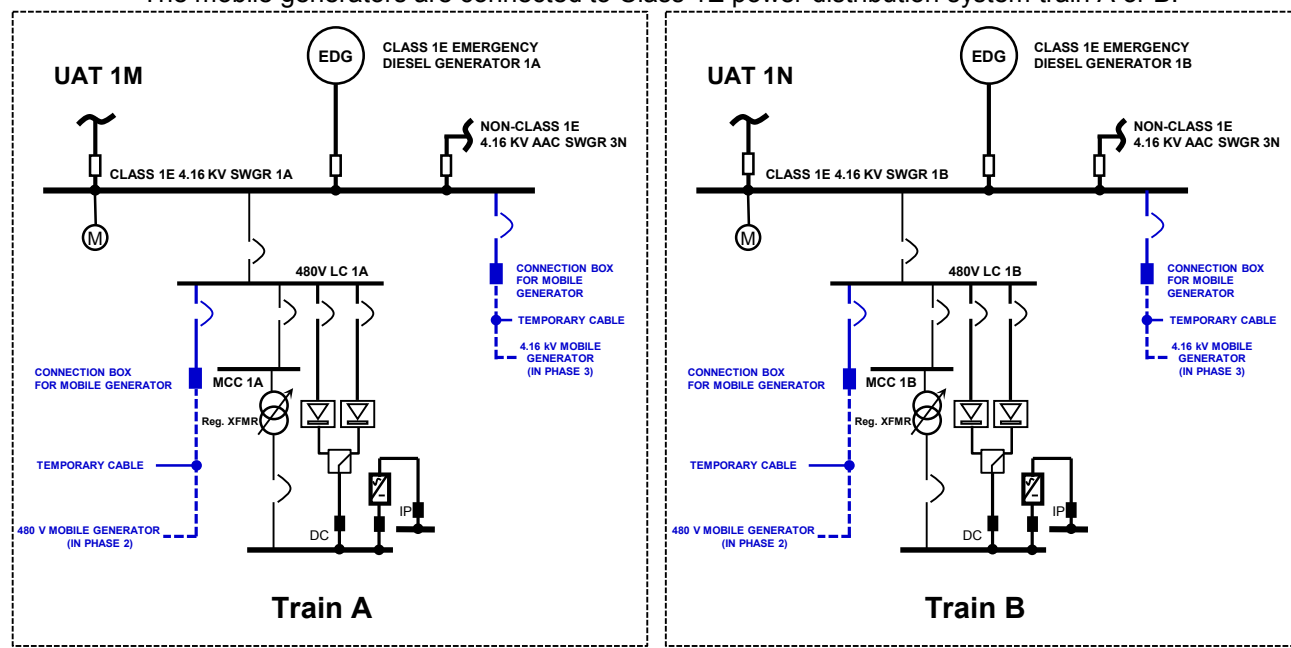 The mobile generators are connected to Class 1E power distribution system train A or B.
EDG
CLASS 1E EMERGENCY
DIESEL GENERATOR 1A
UAT 1M
NON-CLASS 1E
4.16 KV AAC SWGR 3N
CLASS 1E 4.16 KV SWGR 1A
M
480V LC 1A
CONNECTION BOX
FOR MOBILE
GENERATOR
TEMPORARY CABLE
4.16 kV MOBILE
GENERATOR
(IN PHASE 3)
CONNECTION BOX
FOR MOBILE GENERATOR
MCC 1A
Reg. XFMR
TEMPORARY CABLE
IP
480 V MOBILE GENERATOR
(IN PHASE 2)
DC
Train A
EDG
CLASS 1E EMERGENCY
DIESEL GENERATOR 1B
UAT 1N
NON-CLASS 1E
4.16 KV AAC SWGR 3N
CLASS 1E 4.16 KV SWGR 1B
M
480V LC 1B
CONNECTION BOX
FOR MOBILE
GENERATOR
TEMPORARY CABLE
4.16 kV MOBILE
GENERATOR
(IN PHASE 3)
CONNECTION BOX
FOR MOBILE GENERATOR
MCC 1B
Reg. XFMR
TEMPORARY CABLE
IP
480 V MOBILE GENERATOR
(IN PHASE 2)
DC
Train B